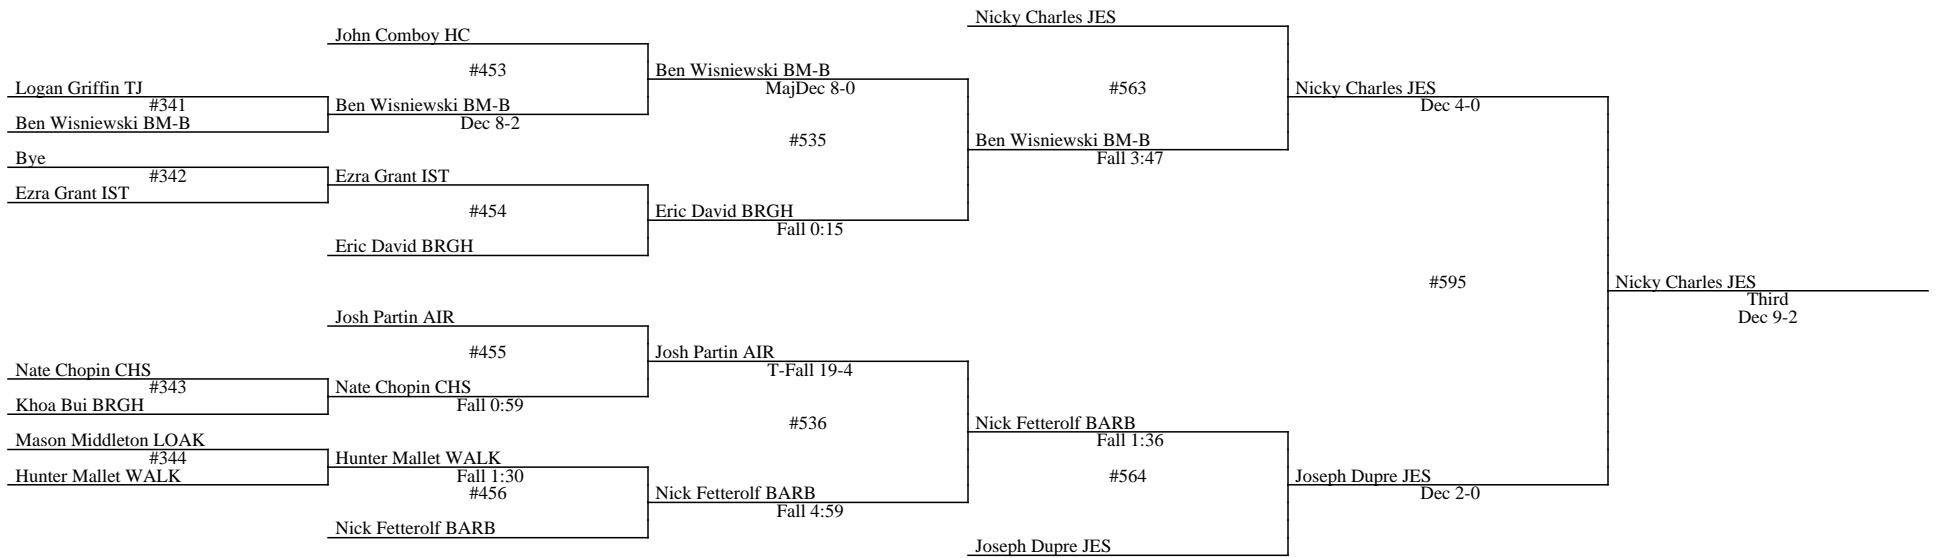 Nicky Charles JES
John Comboy HC
#453
Ben Wisniewski BM-B
MajDec 8-0
#563
Logan Griffin TJ
Nicky Charles JES
#341
Ben Wisniewski BM-B
Dec 4-0
Ben Wisniewski BM-B
Dec 8-2
#535
Ben Wisniewski BM-B
Fall 3:47
Bye
#342
Ezra Grant IST
Ezra Grant IST
#454
Eric David BRGH
Fall 0:15
Eric David BRGH
#595
Nicky Charles JES
Third
Dec 9-2
Josh Partin AIR
#455
Josh Partin AIR
T-Fall 19-4
Nate Chopin CHS
#343
Nate Chopin CHS
Khoa Bui BRGH
Fall 0:59
#536
Nick Fetterolf BARB
Fall 1:36
Mason Middleton LOAK
#344
Hunter Mallet WALK
Hunter Mallet WALK
Fall 1:30
#564
Joseph Dupre JES
#456
Nick Fetterolf BARB
Dec 2-0
Fall 4:59
Nick Fetterolf BARB
Joseph Dupre JES